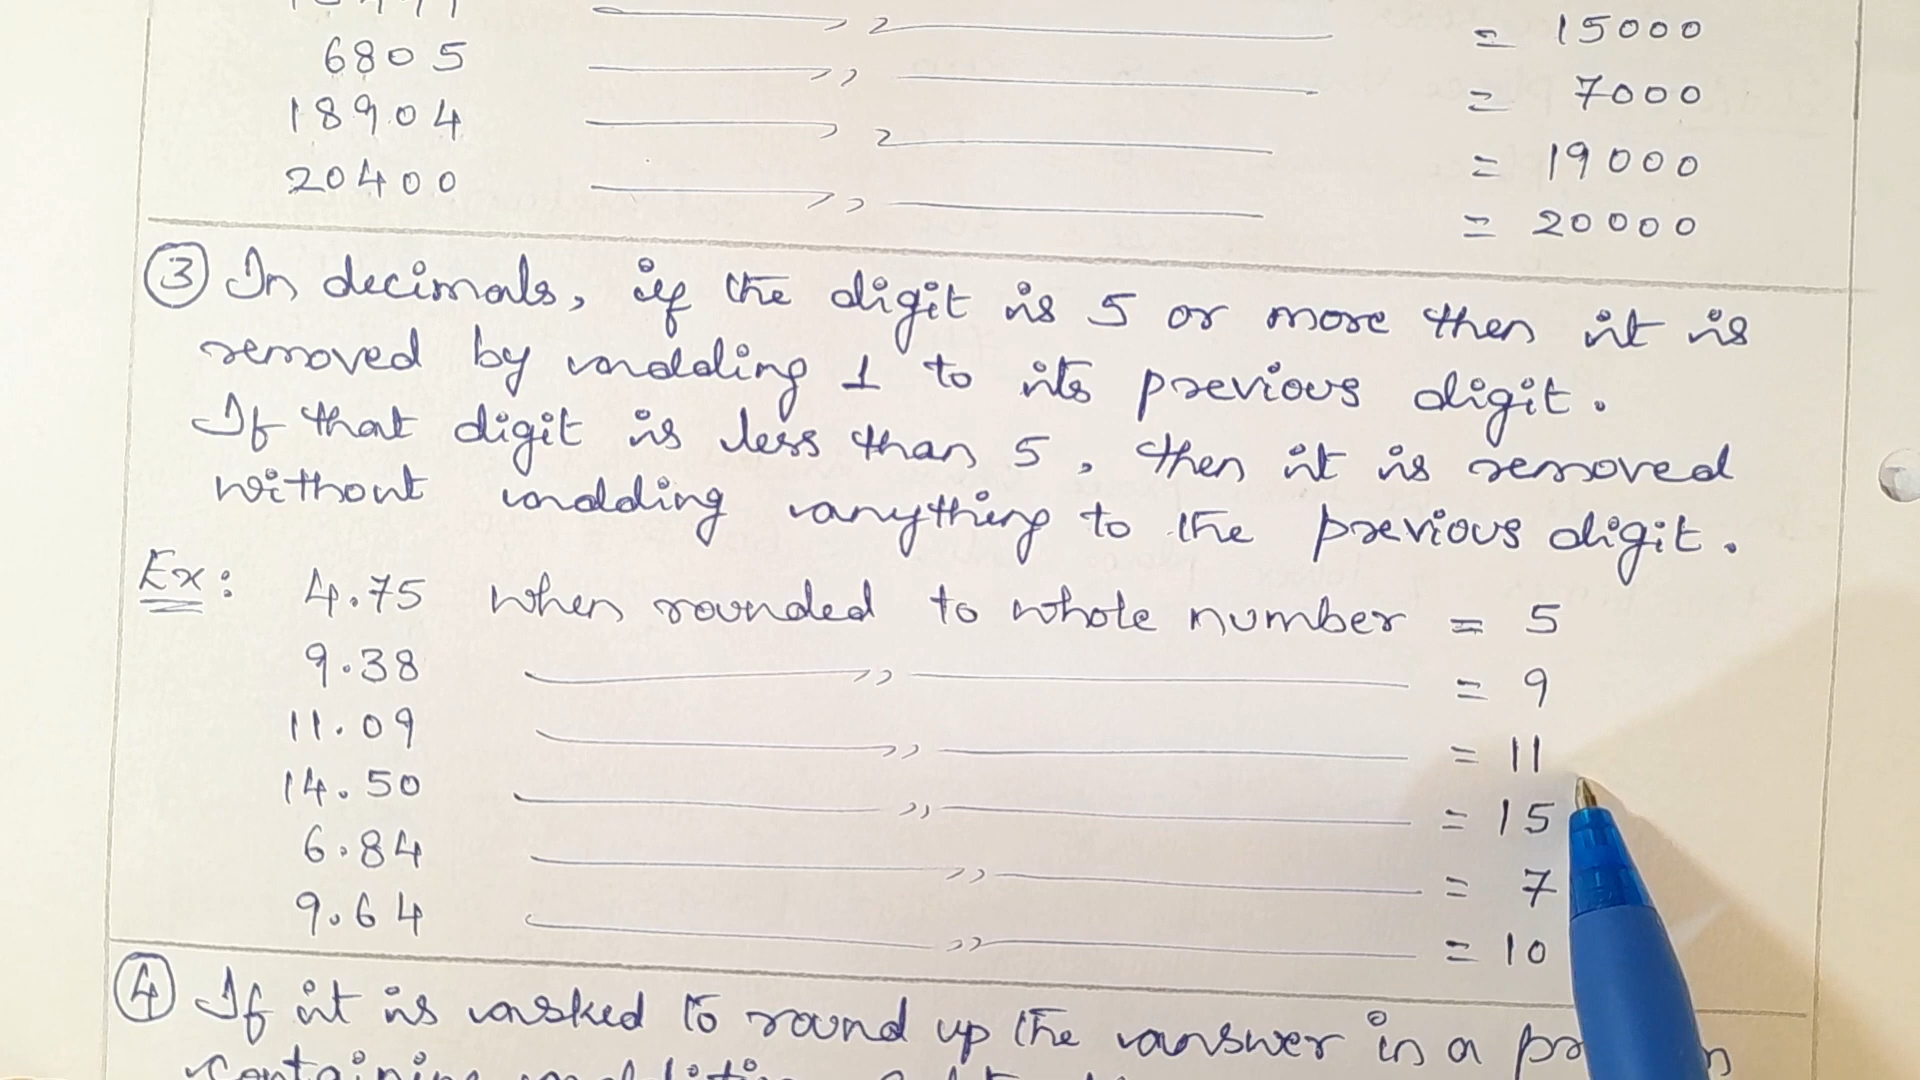 ,, = 15000
6805 ,, = 7000
18904 ,, = 19000
20400 ,, = 20000
③ In decimals, if the digit is 5 or more then it is
removed by adding 1 to its previous digit.
If that digit is less than 5, then it is removed
without adding anything to the previous digit.
Ex: 4.75 when rounded to whole number = 5
9.38 ,, = 9
11.09 ,, = 11
14.50 ,, = 15
6.84 ,, = 7
9.64 ,, = 10
④ If it is asked to round up the answer in a
containing